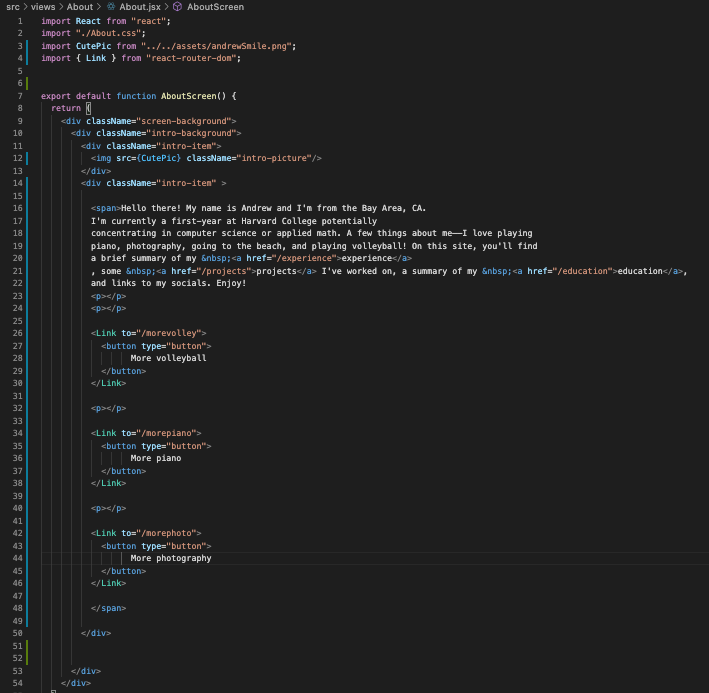 src > views > About > About.jsx > AboutScreen
1 import React from "react";
2 import "./About.css";
3 import CutePic from "../../assets/andrewSmile.png";
4 import { Link } from "react-router-dom";
5
6
7 export default function AboutScreen() {
8 return (
9 <div className="screen-background">
10 <div className="intro-background">
11 <div className="intro-item">
12 <img src={CutePic} className="intro-picture"/>
13 </div>
14 <div className="intro-item" >
15
16 <span>Hello there! My name is Andrew and I'm from the Bay Area, CA.
17 I'm currently a first-year at Harvard College potentially
18 concentrating in computer science or applied math. A few things about me——I love playing
19 piano, photography, going to the beach, and playing volleyball! On this site, you'll find
20 a brief summary of my &nbsp;<a href="/experience">experience</a>
21 , some &nbsp;<a href="/projects">projects</a> I've worked on, a summary of my &nbsp;<a href="/education">education</a>,
22 and links to my socials. Enjoy!
23 <p></p>
24 <p></p>
25
26 <Link to="/morevolley">
27 <button type="button">
28 More volleyball
29 </button>
30 </Link>
31
32 <p></p>
33
34 <Link to="/morepiano">
35 <button type="button">
36 More piano
37 </button>
38 </Link>
39
40 <p></p>
41
42 <Link to="/morephoto">
43 <button type="button">
44 More photography
45 </button>
46 </Link>
47
48 </span>
49
50 </div>
51
52
53 </div>
54 </div>